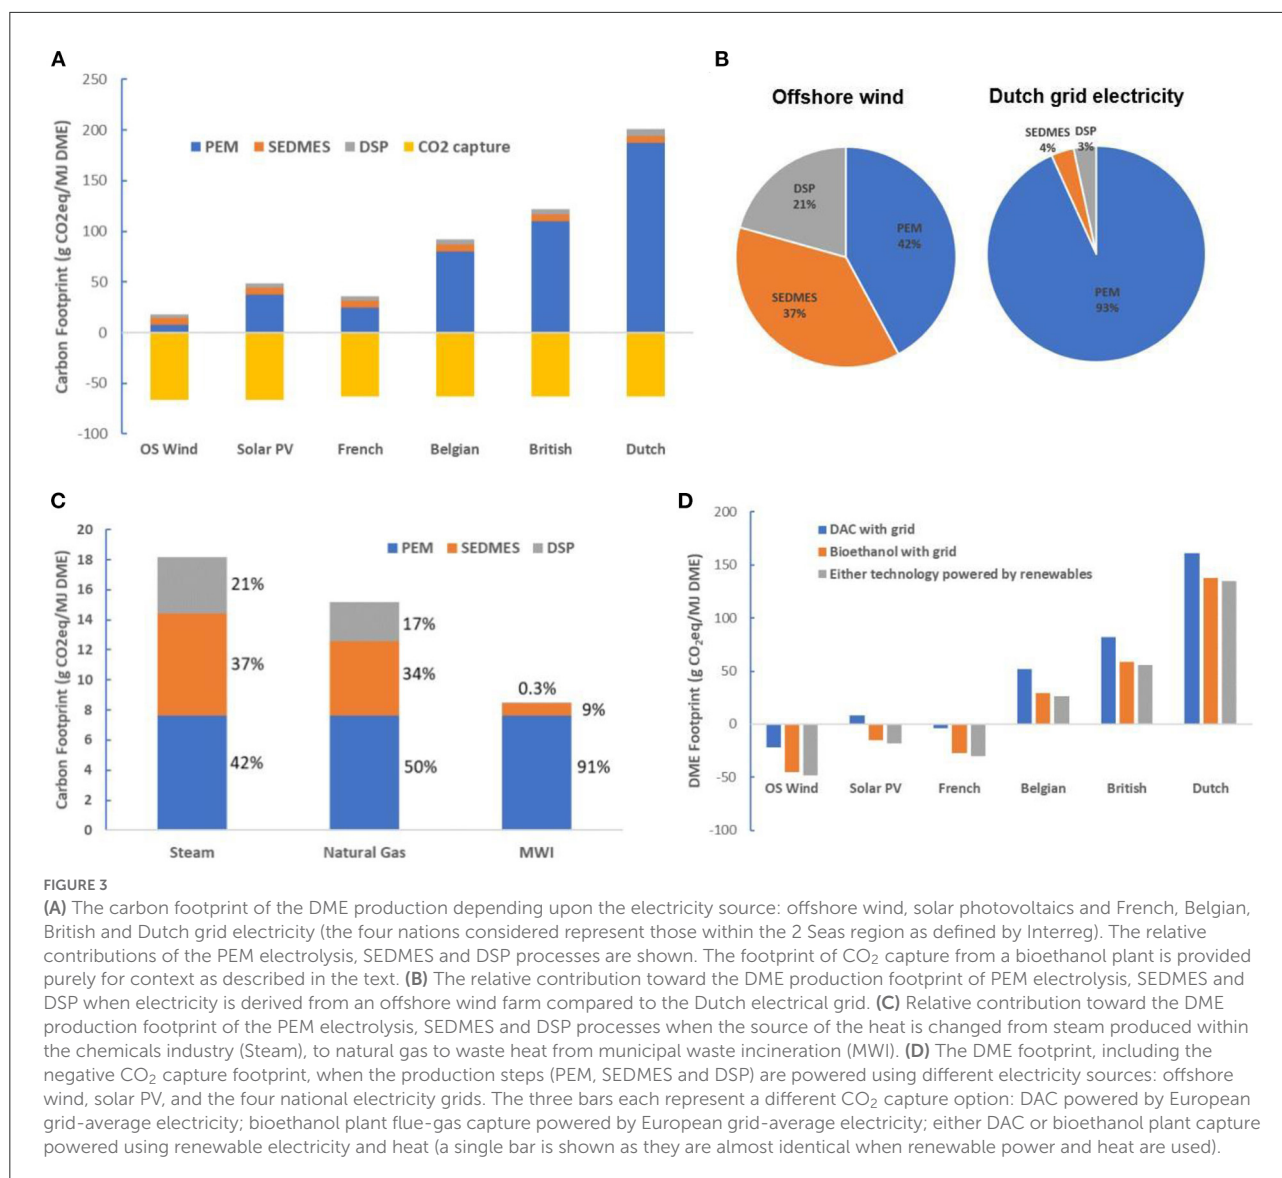 A
250
200
150
100
50
0
-50
-100
Carbon Footprint (g CO2eq/MJ DME)
PEM SEDMES DSP CO2 capture
OS Wind Solar PV French Belgian British Dutch
B
Offshore wind
DSP
21%
PEM
42%
SEDMES
37%
Dutch grid electricity
SEDMES
4%
DSP
3%
PEM
93%
C
20
18
16
14
12
10
8
6
4
2
0
Carbon Footprint (g CO2eq/MJ DME)
PEM SEDMES DSP
21%
37%
42%
17%
34%
50%
0.3%
9%
91%
Steam Natural Gas MWI
D
200
150
100
50
0
-50
-100
DME Footprint (g CO₂eq/MJ DME)
DAC with grid
Bioethanol with grid
Either technology powered by renewables
OS Wind Solar PV French Belgian British Dutch
FIGURE 3
(A) The carbon footprint of the DME production depending upon the electricity source: offshore wind, solar photovoltaics and French, Belgian,
British and Dutch grid electricity (the four nations considered represent those within the 2 Seas region as defined by Interreg). The relative
contributions of the PEM electrolysis, SEDMES and DSP processes are shown. The footprint of CO₂ capture from a bioethanol plant is provided
purely for context as described in the text. (B) The relative contribution toward the DME production footprint of PEM electrolysis, SEDMES and
DSP when electricity is derived from an offshore wind farm compared to the Dutch electrical grid. (C) Relative contribution toward the DME
production footprint of the PEM electrolysis, SEDMES and DSP processes when the source of the heat is changed from steam produced within
the chemicals industry (Steam), to natural gas to waste heat from municipal waste incineration (MWI). (D) The DME footprint, including the
negative CO₂ capture footprint, when the production steps (PEM, SEDMES and DSP) are powered using different electricity sources: offshore
wind, solar PV, and the four national electricity grids. The three bars each represent a different CO₂ capture option: DAC powered by European
grid-average electricity; bioethanol plant flue-gas capture powered by European grid-average electricity; either DAC or bioethanol plant capture
powered using renewable electricity and heat (a single bar is shown as they are almost identical when renewable power and heat are used).